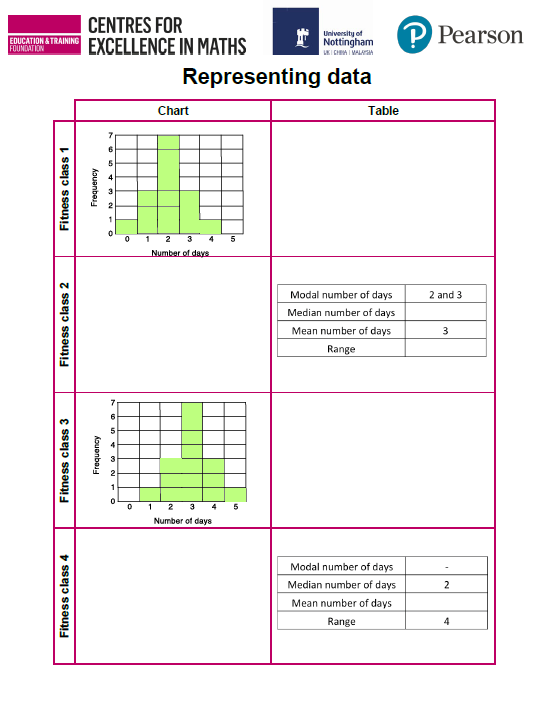 EDUCATION & TRAINING
FOUNDATION
CENTRES FOR
EXCELLENCE IN MATHS
University of
Nottingham
UK | CHINA | MALAYSIA
Pearson
Representing data
Chart
Table
Fitness class 1
Frequency
7
6
5
4
3
2
1
0
0 1 2 3 4 5
Number of days
Fitness class 2
Modal number of days 2 and 3
Median number of days
Mean number of days 3
Range
Fitness class 3
Frequency
7
6
5
4
3
2
1
0
0 1 2 3 4 5
Number of days
Fitness class 4
Modal number of days -
Median number of days 2
Mean number of days
Range 4